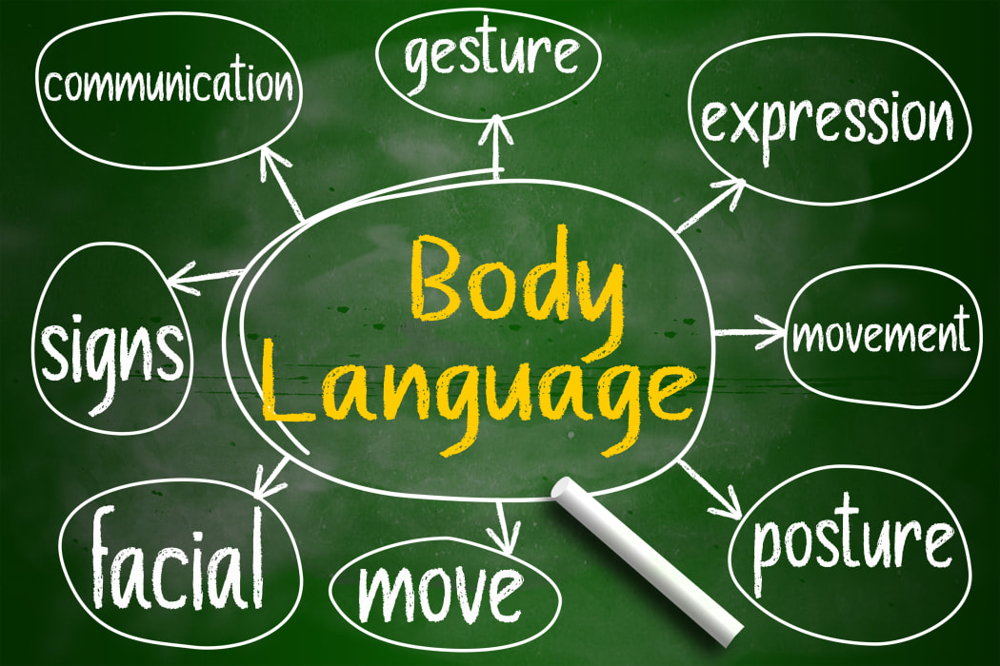 communication
gesture
expression
Body
Language
signs
movement
facial
move
posture